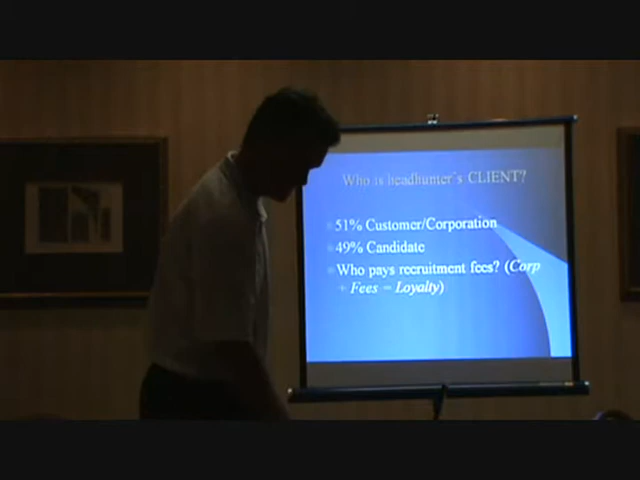 Who is headhunter's CLIENT?
51% Customer/Corporation
49% Candidate
Who pays recruitment fees? (Corp
+ Fees = Loyalty)